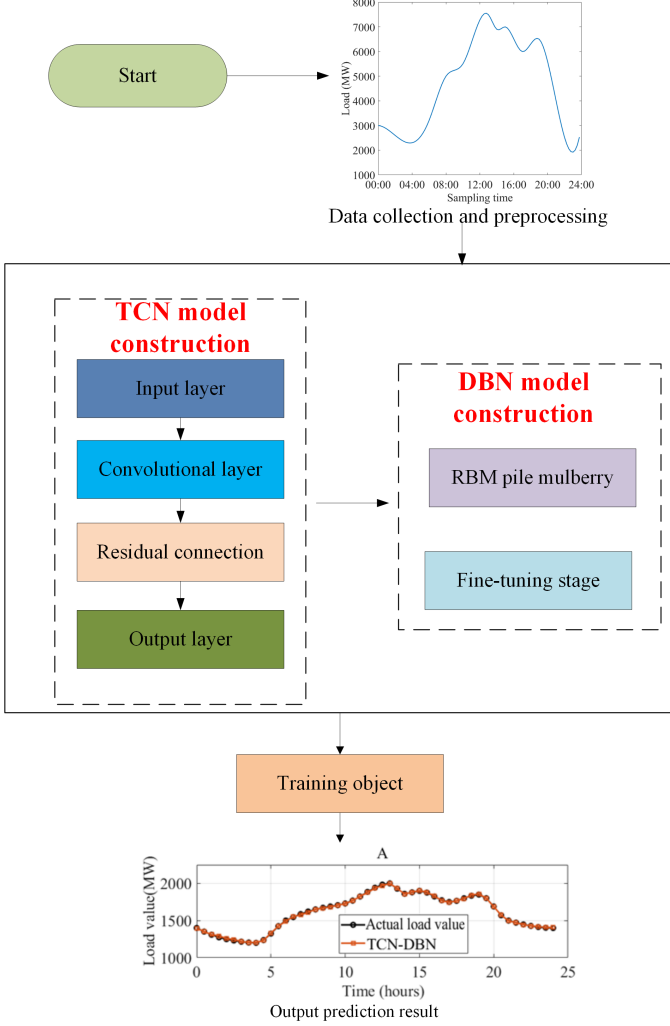 Start
Load (MW)
8000
7000
6000
5000
4000
3000
2000
1000
00:00 04:00 08:00 12:00 16:00 20:00 24:00
Sampling time
Data collection and preprocessing
TCN model
construction
Input layer
Convolutional layer
Residual connection
Output layer
DBN model
construction
RBM pile mulberry
Fine-tuning stage
Training object
A
Load value(MW)
2000
1500
1000
Actual load value
TCN-DBN
0 5 10 15 20 25
Time (hours)
Output prediction result